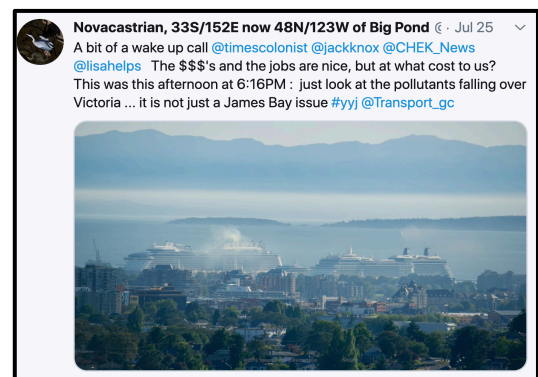 Novacastrian, 33S/152E now 48N/123W of Big Pond @ · Jul 25
A bit of a wake up call @timescolonist @jackknox @CHEK_News
@lisahelps The $$$'s and the jobs are nice, but at what cost to us?
This was this afternoon at 6:16PM : just look at the pollutants falling over
Victoria ... it is not just a James Bay issue #yyj @Transport_gc